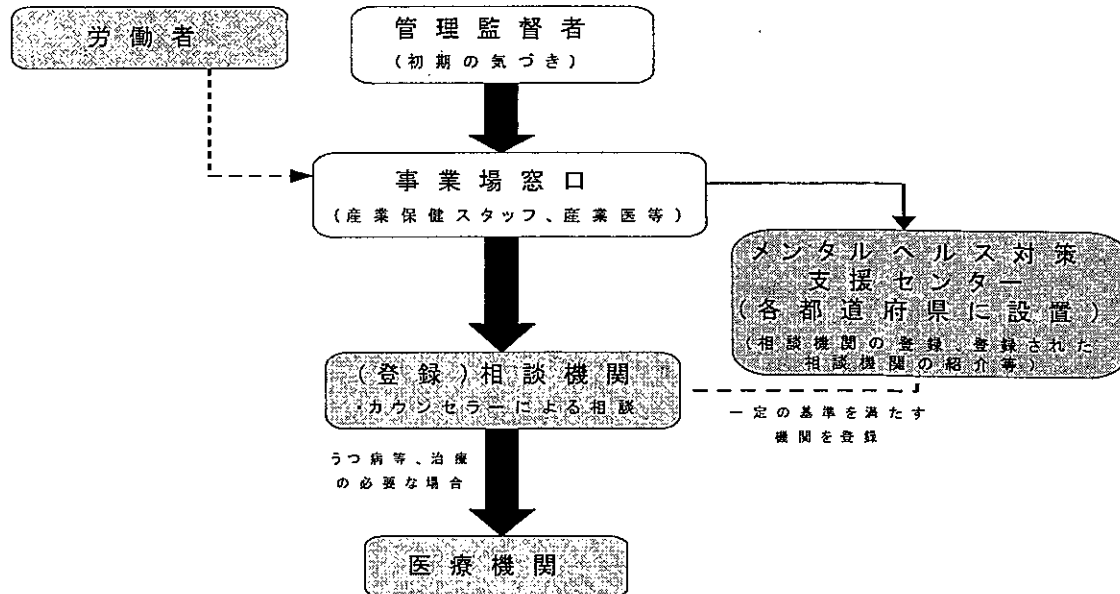 労働者
管理監督者
(初期の気づき)
事業場窓口
(産業保健スタッフ、産業医等)
メンタルヘルス対策
支援センター
(各都道府県に設置)
(相談機関の登録、登録された
相談機関の紹介等)
(登録)相談機関
・カウンセラーによる相談
一定の基準を満たす
機関を登録
うつ病等、治療
の必要な場合
医療機関